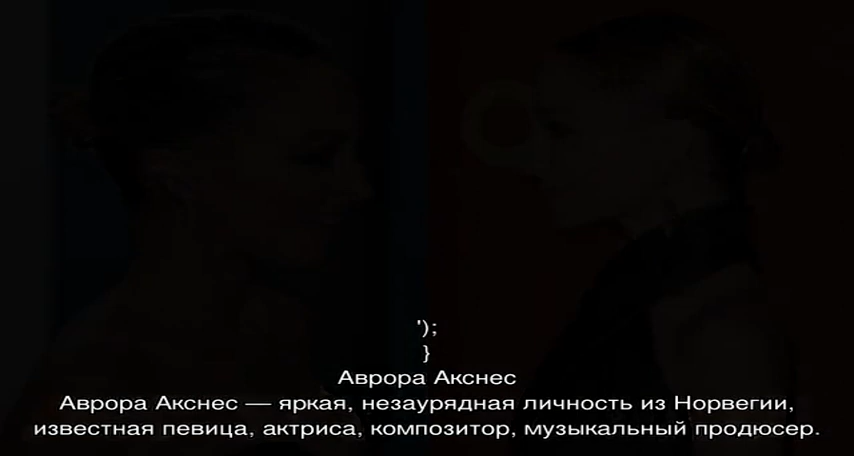 ');
}
Аврора Акснес
Аврора Акснес — яркая, незаурядная личность из Норвегии,
известная певица, актриса, композитор, музыкальный продюсер.